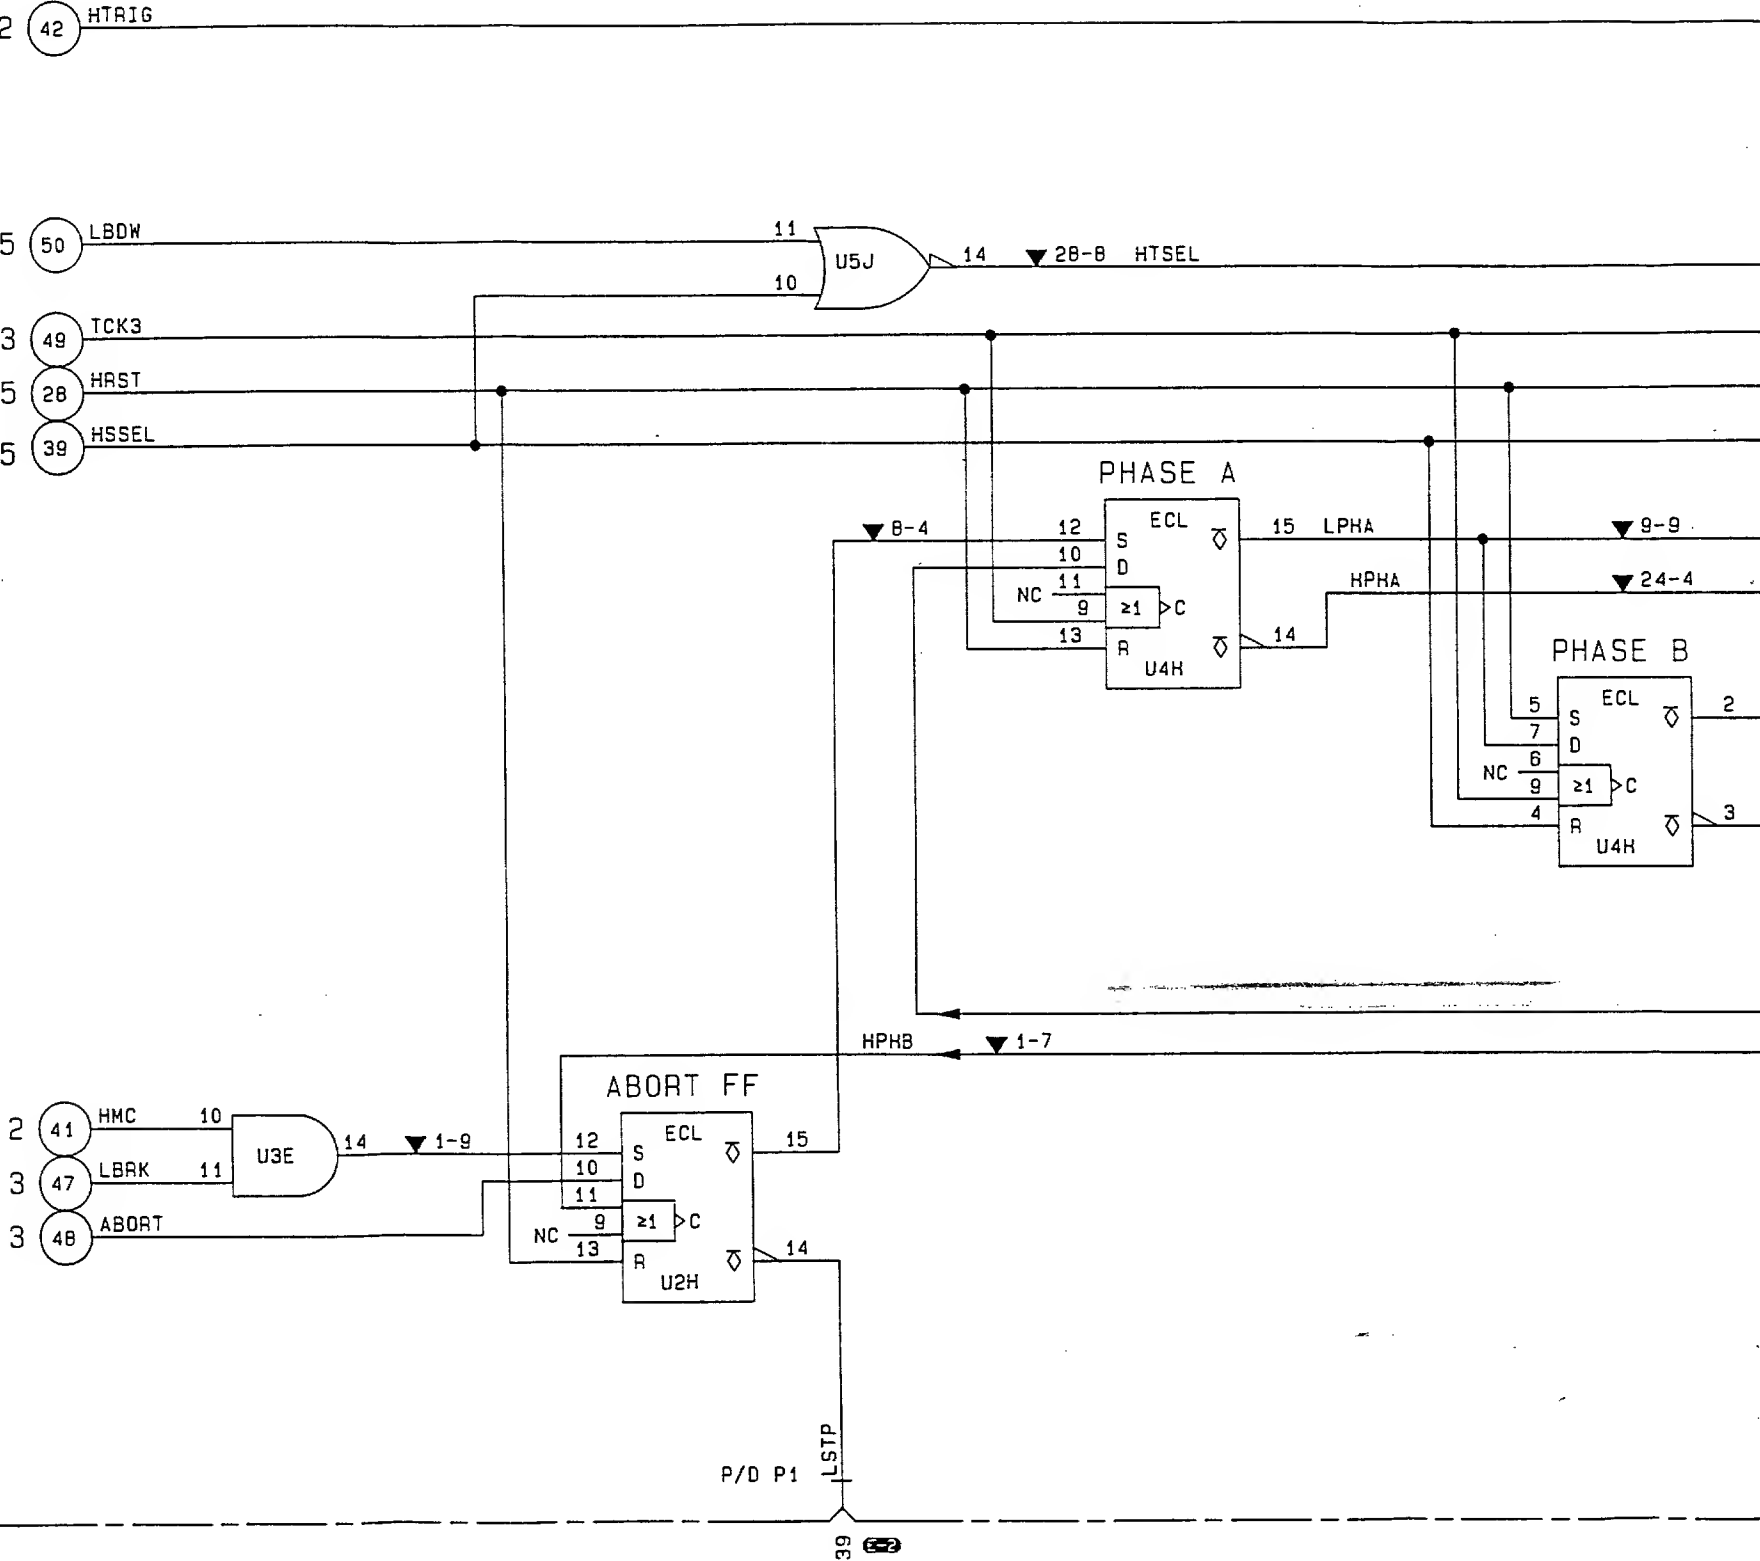 2 42 HTRIG
5 50 LBDW 11
U5J 14 28-8 HTSEL
10
3 49 TCK3
5 28 HRST
5 39 HSSEL
PHASE A
8-4 12 S ECL Q̅ 15 LPHA 9-9
10 D
NC 11
9 ≥1 C
HPHA 24-4
13 R Q̅ 14
U4H
PHASE B
5 S ECL 2
7 D
NC 6
9 ≥1 C
4 R 3
U4H
HPHB 1-7
ABORT FF
2 41 HMC 10
U3E 14 1-9 12 S ECL 15
3 47 LBRK 11
10 D
11
3 48 ABORT
NC 9 ≥1 C
13 R 14
U2H
LSTP
P/O P1
39 E-2